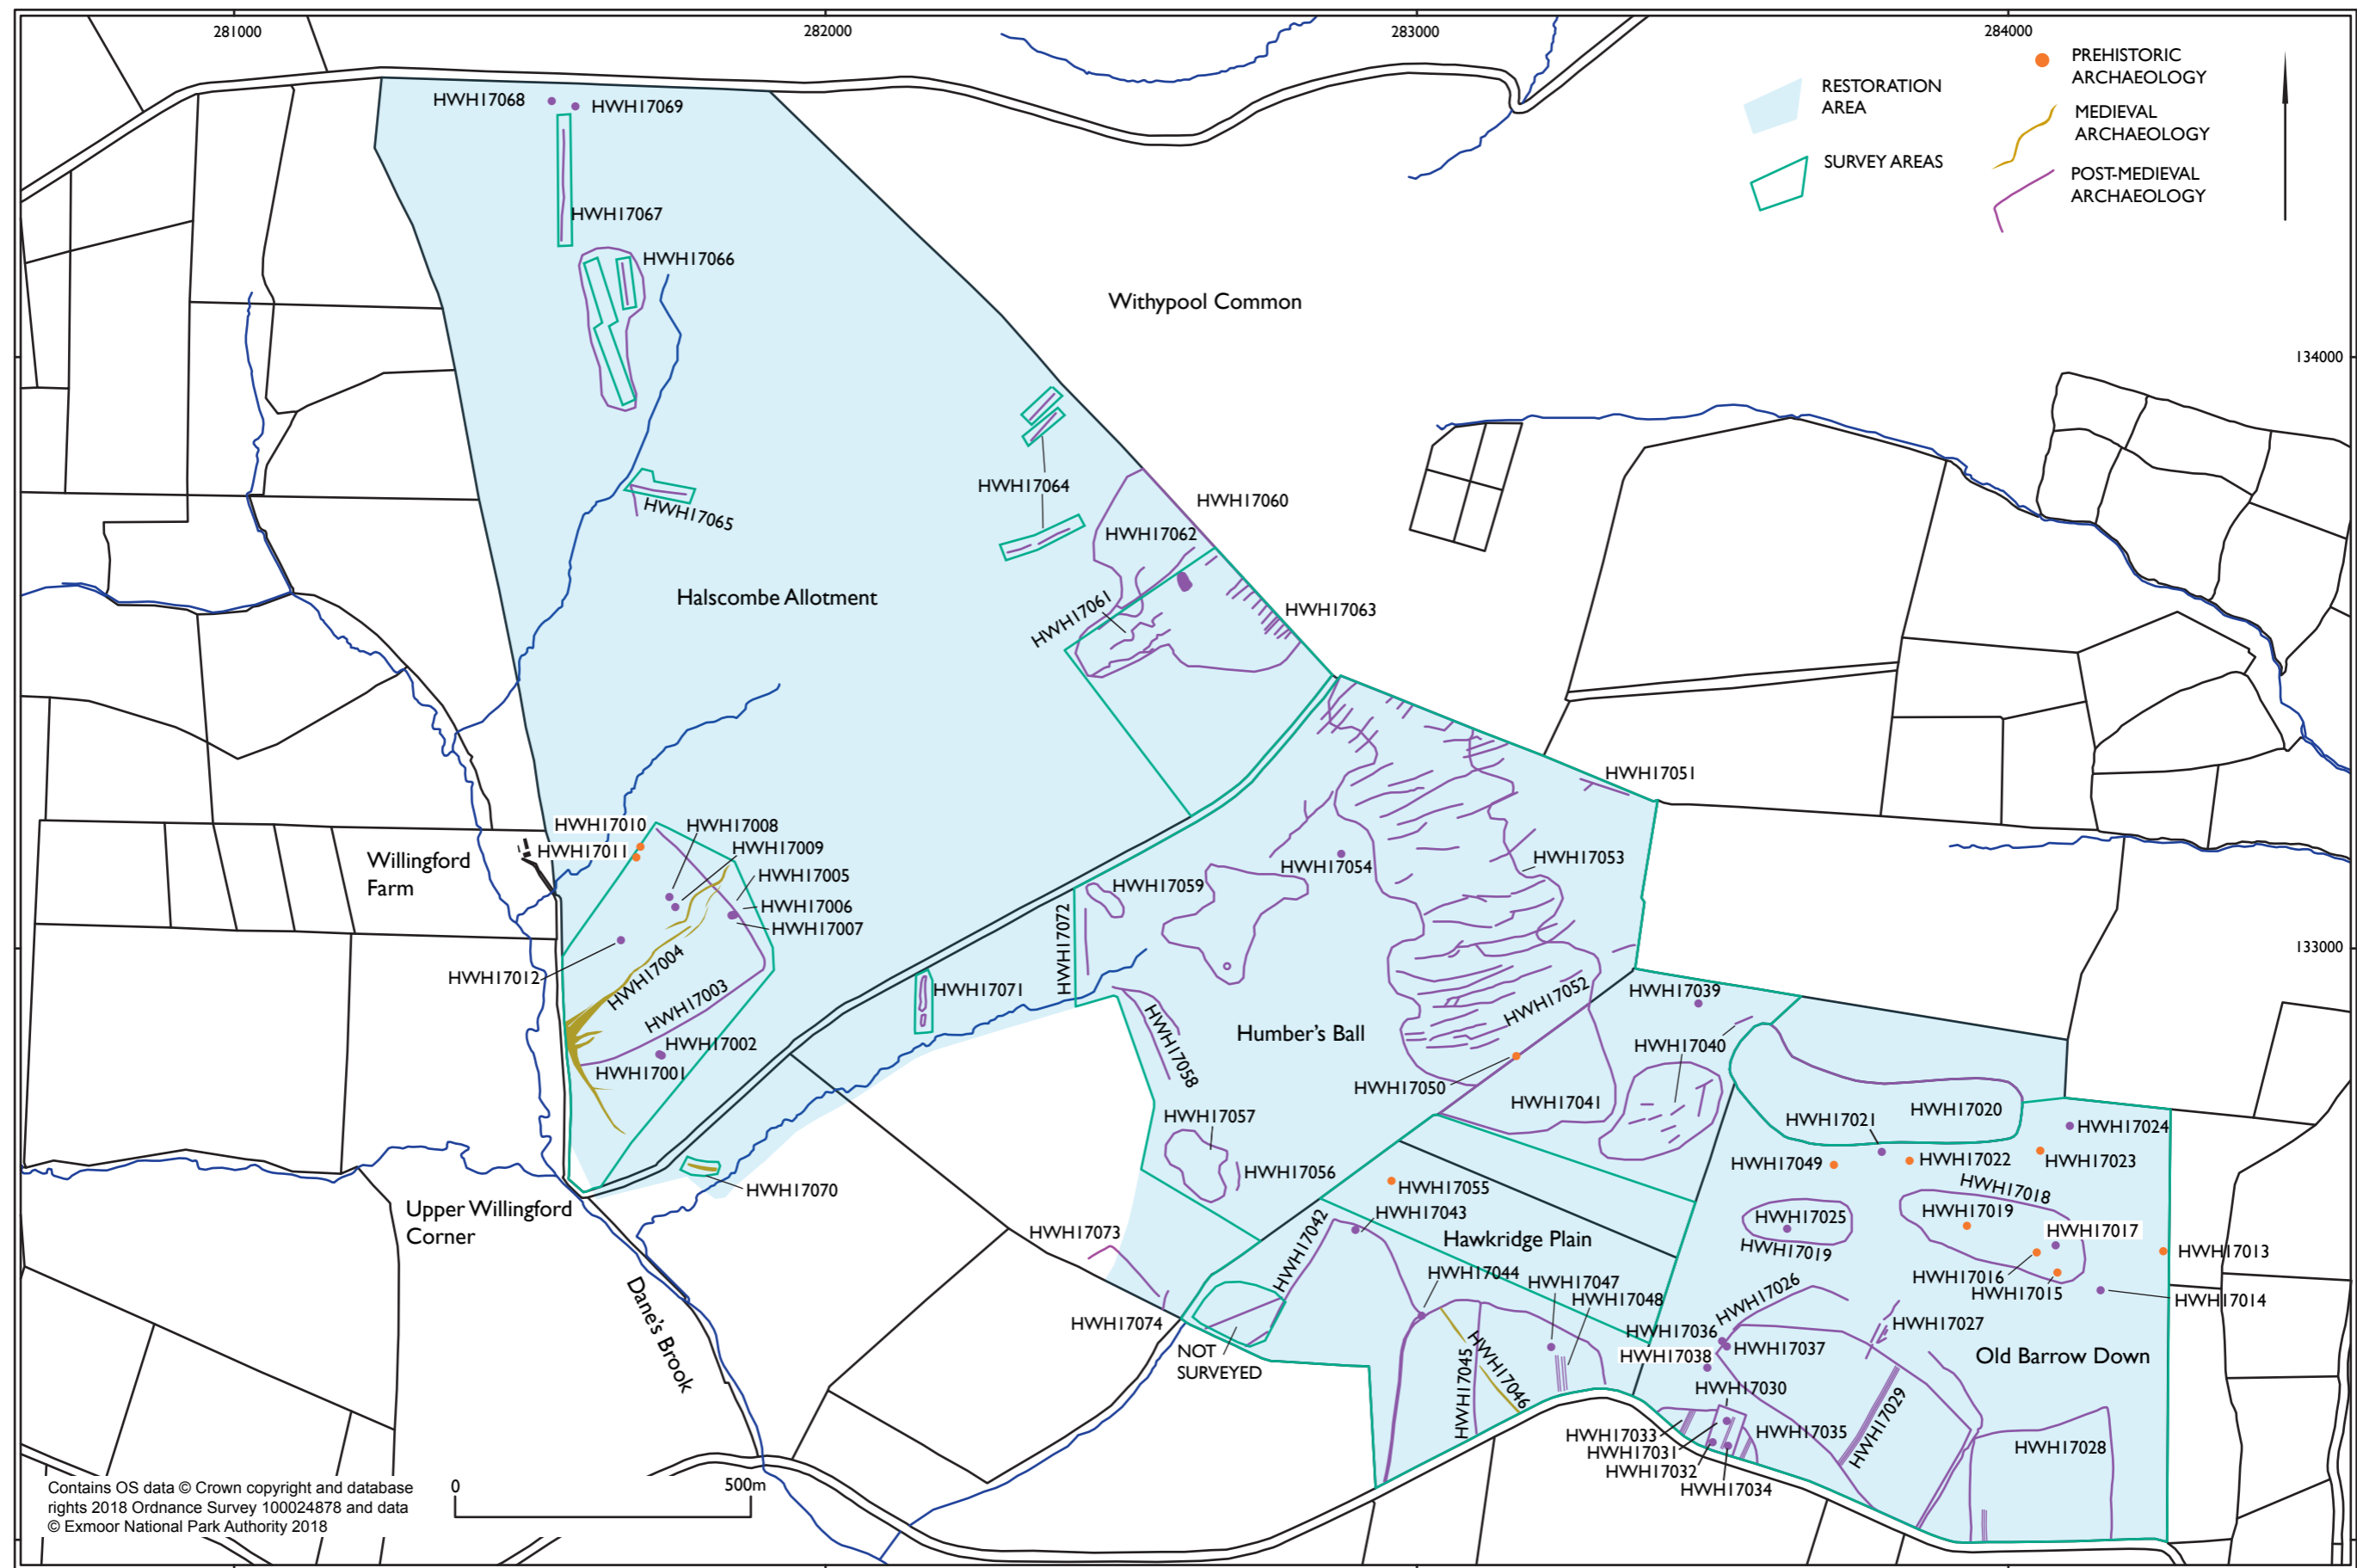 281000
282000
283000
284000
RESTORATION
AREA
SURVEY AREAS
PREHISTORIC
ARCHAEOLOGY
MEDIEVAL
ARCHAEOLOGY
POST-MEDIEVAL
ARCHAEOLOGY
HWH17068
HWH17069
HWH17067
HWH17066
Withypool Common
134000
HWH17064
HWH17065
HWH17060
HWH17062
Halscombe Allotment
HWH17061
HWH17063
HWH17051
HWH17010
HWH17008
HWH17011
HWH17009
Willingford
Farm
HWH17005
HWH17006
HWH17007
HWH17054
HWH17053
HWH17059
HWH17072
133000
HWH17012
HWH17004
HWH17003
HWH17071
HWH17052
HWH17039
Humber's Ball
HWH17002
HWH17001
HWH17058
HWH17040
HWH17050
HWH17041
HWH17057
HWH17021
HWH17020
HWH17024
HWH17049
HWH17022
HWH17023
HWH17056
HWH17055
HWH17070
HWH17018
Upper Willingford
Corner
HWH17043
HWH17042
HWH17025
HWH17019
HWH17017
HWH17073
Hawkridge Plain
HWH17019
HWH17013
HWH17044
HWH17047
HWH17048
HWH17026
HWH17016
HWH17015
HWH17014
Dane's Brook
HWH17074
HWH17036
HWH17037
HWH17027
NOT
SURVEYED
HWH17045
HWH17046
HWH17038
Old Barrow Down
HWH17030
HWH17029
HWH17033
HWH17035
HWH17031
HWH17028
HWH17032
HWH17034
0
500m
Contains OS data © Crown copyright and database
rights 2018 Ordnance Survey 100024878 and data
© Exmoor National Park Authority 2018